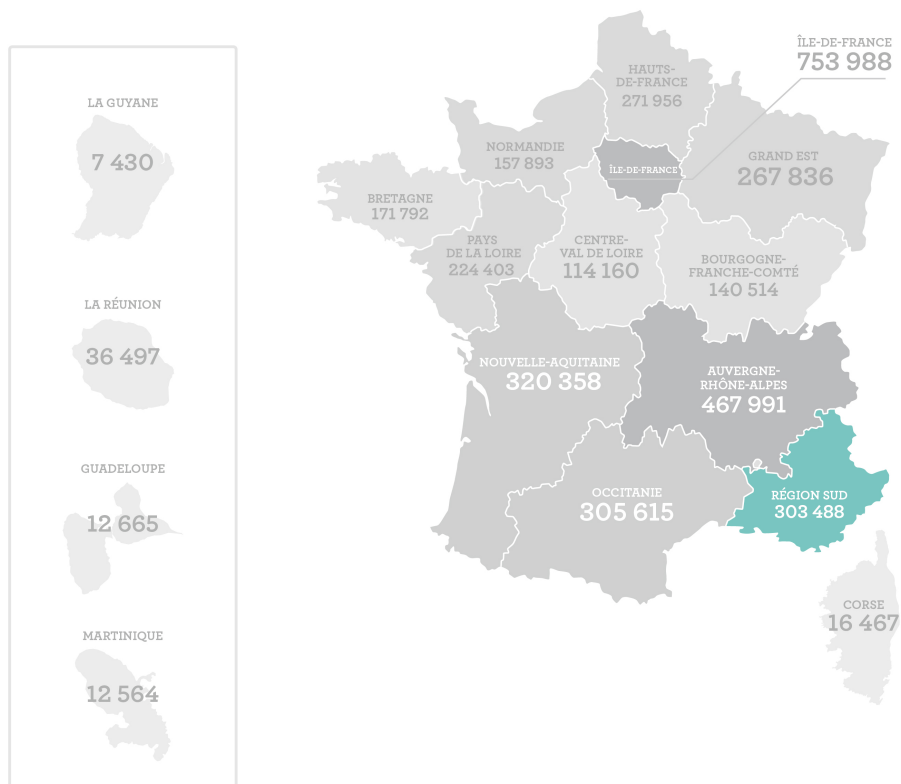 ÎLE-DE-FRANCE
753 988
HAUTS-
DE-FRANCE
271 956
LA GUYANE
7 430
NORMANDIE
157 893
GRAND EST
267 836
ÎLE-DE-FRANCE
BRETAGNE
171 792
PAYS
DE LA LOIRE
224 403
CENTRE-
VAL DE LOIRE
114 160
BOURGOGNE-
FRANCHE-COMTÉ
140 514
LA RÉUNION
36 497
NOUVELLE-AQUITAINE
320 358
AUVERGNE-
RHÔNE-ALPES
467 991
GUADELOUPE
12 665
OCCITANIE
305 615
RÉGION SUD
303 488
CORSE
16 467
MARTINIQUE
12 564